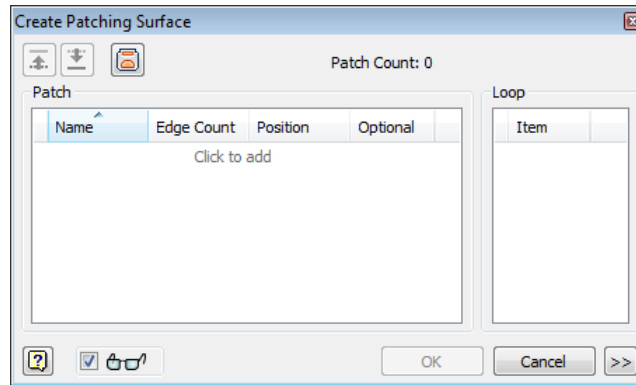 Create Patching Surface
Patch Count: 0
Patch
Loop
Name Edge Count Position Optional
Item
Click to add
?
OK
Cancel
>>